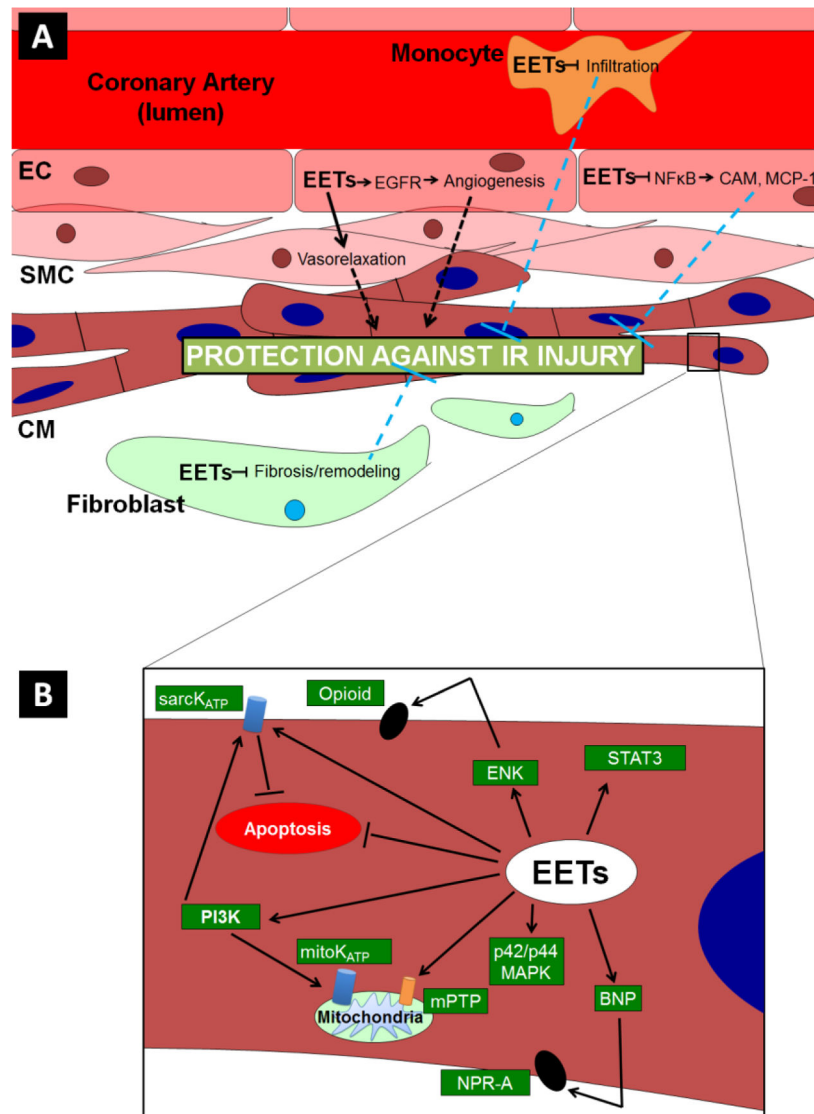 A
Monocyte
EETs Infiltration
Coronary Artery
(lumen)
EC
EETs EGFR Angiogenesis
EETs NFκB CAM, MCP-1
Vasorelaxation
SMC
PROTECTION AGAINST IR INJURY
CM
EETs Fibrosis/remodeling
Fibroblast
B
sarcKATP
Opioid
ENK
STAT3
Apoptosis
EETs
PI3K
mitoKATP
p42/p44
MAPK
mPTP
BNP
Mitochondria
NPR-A